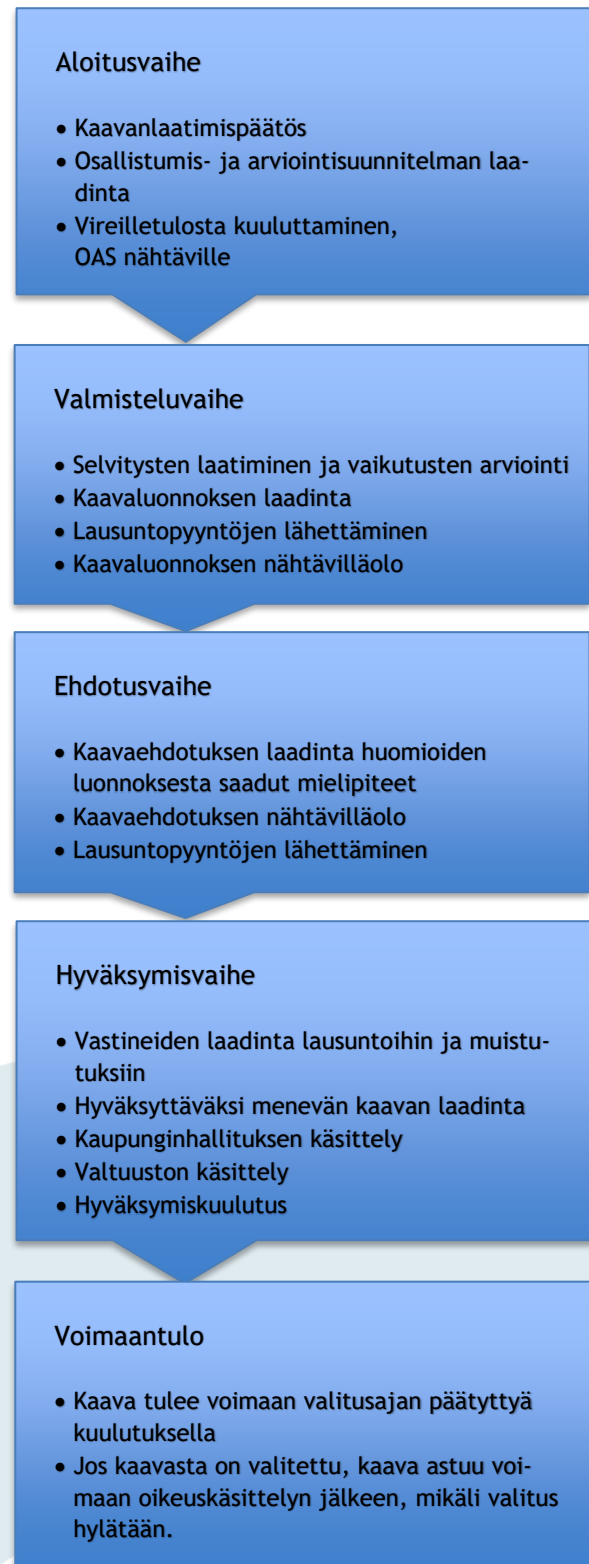 Aloitusvaihe
• Kaavanlaatimispäätös
• Osallistumis- ja arviointisuunnitelman laa-
dinta
• Vireilletulosta kuuluttaminen,
OAS nähtäville
Valmisteluvaihe
• Selvitysten laatiminen ja vaikutusten arviointi
• Kaavaluonnoksen laadinta
• Lausuntopyyntöjen lähettäminen
• Kaavaluonnoksen nähtävilläolo
Ehdotusvaihe
• Kaavaehdotuksen laadinta huomioiden
luonnoksesta saadut mielipiteet
• Kaavaehdotuksen nähtävilläolo
• Lausuntopyyntöjen lähettäminen
Hyväksymisvaihe
• Vastineiden laadinta lausuntoihin ja muistu-
tuksiin
• Hyväksyttäväksi menevän kaavan laadinta
• Kaupunginhallituksen käsittely
• Valtuuston käsittely
• Hyväksymiskuulutus
Voimaantulo
• Kaava tulee voimaan valitusajan päätyttyä
kuulutuksella
• Jos kaavasta on valitettu, kaava astuu voi-
maan oikeuskäsittelyn jälkeen, mikäli valitus
hylätään.